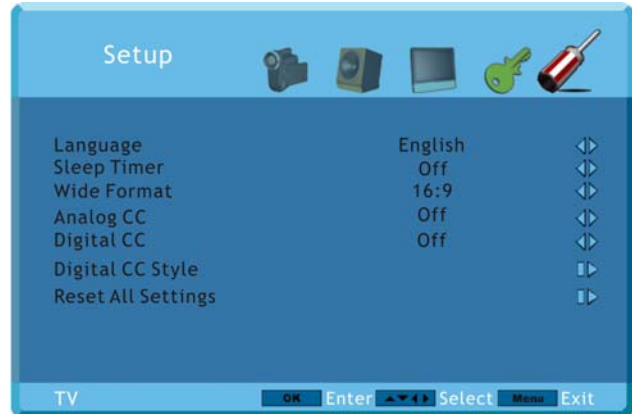 Setup
Language English
Sleep Timer Off
Wide Format 16:9
Analog CC Off
Digital CC Off
Digital CC Style
Reset All Settings
TV OK Enter Select Menu Exit